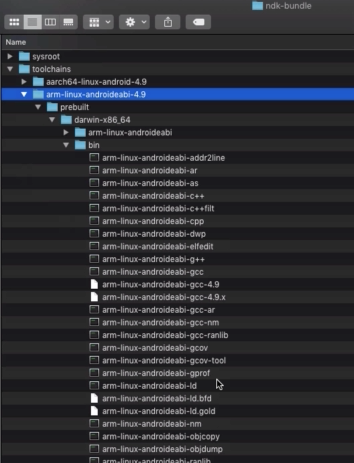 ndk-bundle
Name
sysroot
toolchains
aarch64-linux-android-4.9
arm-linux-androideabi-4.9
prebuilt
darwin-x86_64
arm-linux-androideabi
bin
arm-linux-androideabi-addr2line
arm-linux-androideabi-ar
arm-linux-androideabi-as
arm-linux-androideabi-c++
arm-linux-androideabi-c++filt
arm-linux-androideabi-cpp
arm-linux-androideabi-dwp
arm-linux-androideabi-elfedit
arm-linux-androideabi-g++
arm-linux-androideabi-gcc
arm-linux-androideabi-gcc-4.9
arm-linux-androideabi-gcc-4.9.x
arm-linux-androideabi-gcc-ar
arm-linux-androideabi-gcc-nm
arm-linux-androideabi-gcc-ranlib
arm-linux-androideabi-gcov
arm-linux-androideabi-gcov-tool
arm-linux-androideabi-gprof
arm-linux-androideabi-ld
arm-linux-androideabi-ld.bfd
arm-linux-androideabi-ld.gold
arm-linux-androideabi-nm
arm-linux-androideabi-objcopy
arm-linux-androideabi-objdump
arm-linux-androideabi-ranlib